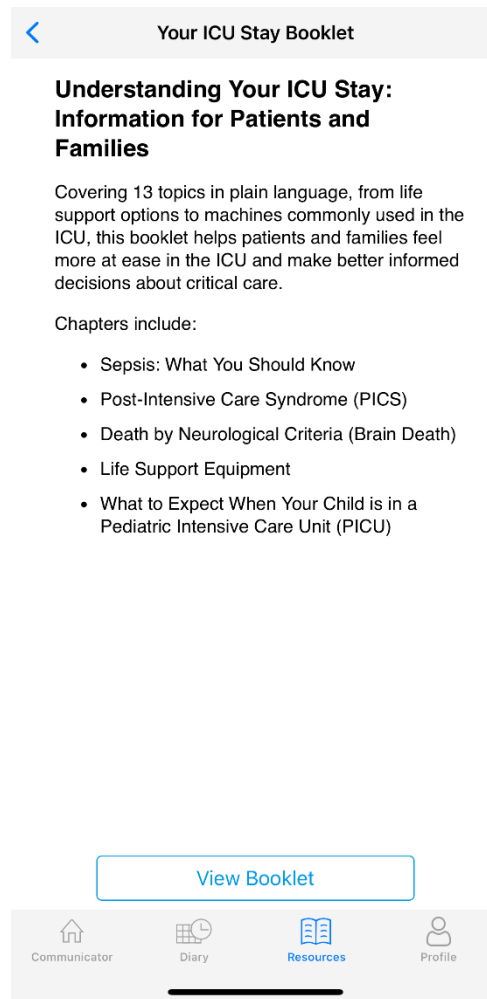 Your ICU Stay Booklet
Understanding Your ICU Stay:
Information for Patients and
Families
Covering 13 topics in plain language, from life
support options to machines commonly used in the
ICU, this booklet helps patients and families feel
more at ease in the ICU and make better informed
decisions about critical care.
Chapters include:
• Sepsis: What You Should Know
• Post-Intensive Care Syndrome (PICS)
• Death by Neurological Criteria (Brain Death)
• Life Support Equipment
• What to Expect When Your Child is in a
Pediatric Intensive Care Unit (PICU)
View Booklet
Communicator Diary Resources Profile